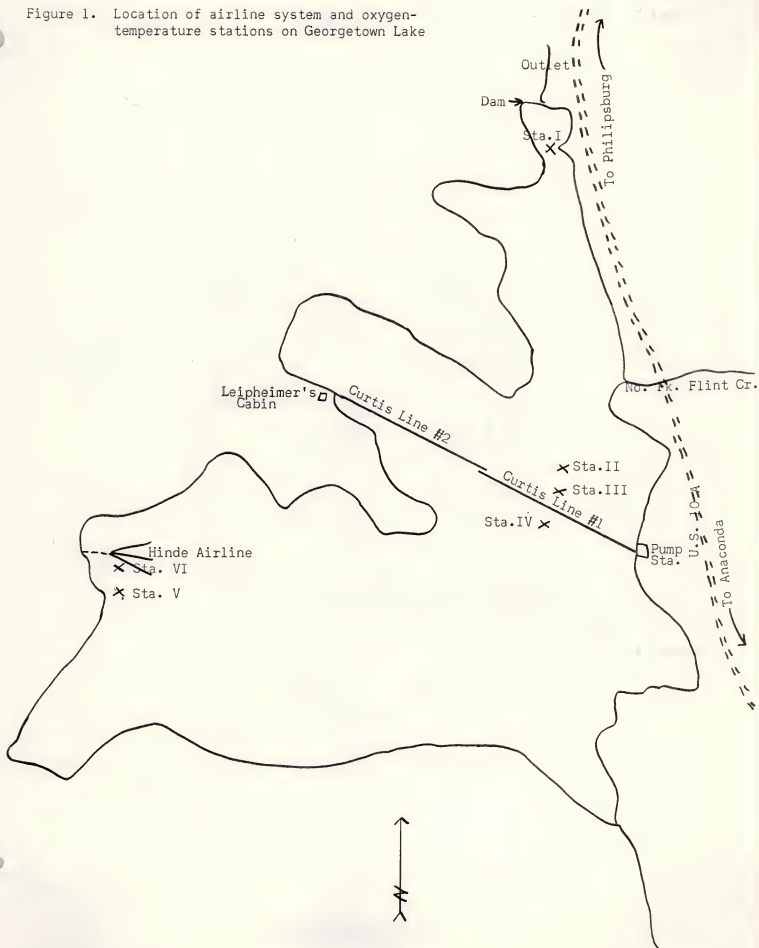 Figure 1. Location of airline system and oxygen-
temperature stations on Georgetown Lake
Outlet
To Philipsburg
Dam
Sta.I
No. Fk. Flint Cr.
Leipheimer's
Cabin
Curtis Line #2
Sta.II
Curtis Line #1
Sta.III
Sta.IV
U.S. 10-A
Pump
Sta.
To Anaconda
Hinde Airline
Sta. VI
Sta. V
N